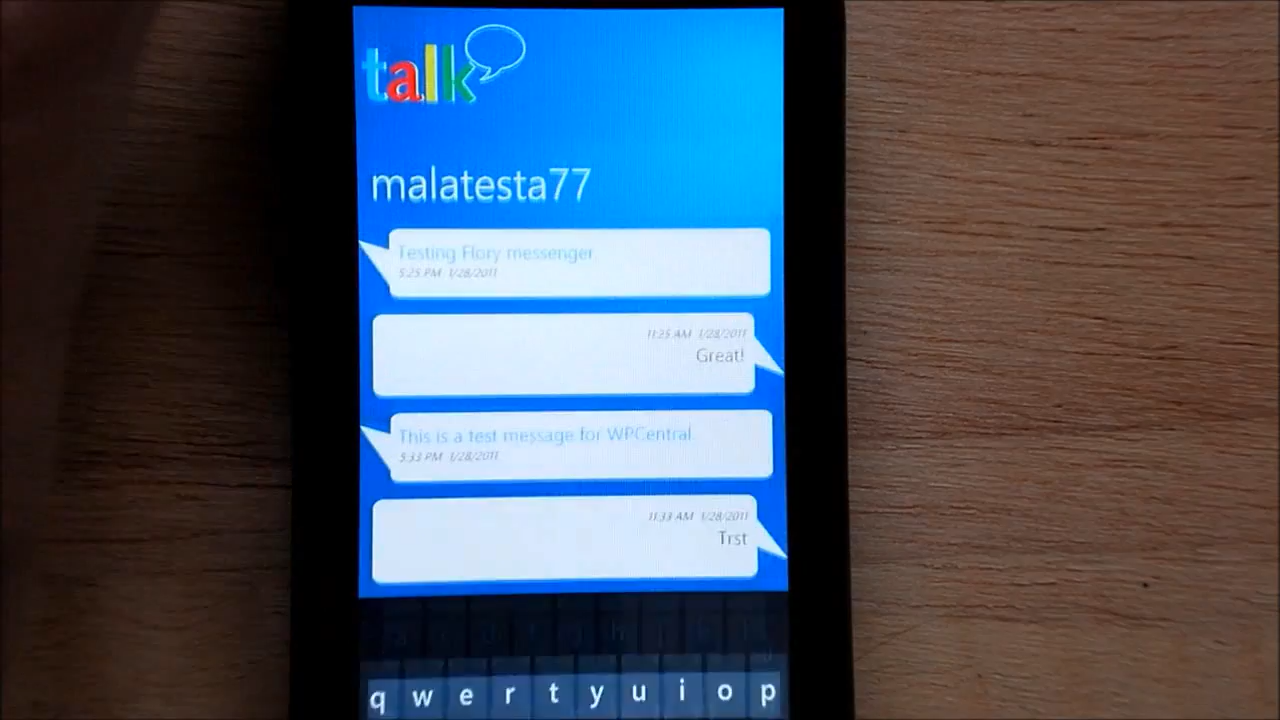 talk
malatesta77
Testing Flory messenger
5:25 PM 1/28/2011
11:25 AM 1/28/2011
Great!
This is a test message for WPCentral
5:33 PM 1/28/2011
11:33 AM 1/28/2011
Trst
q w e r t y u i o p